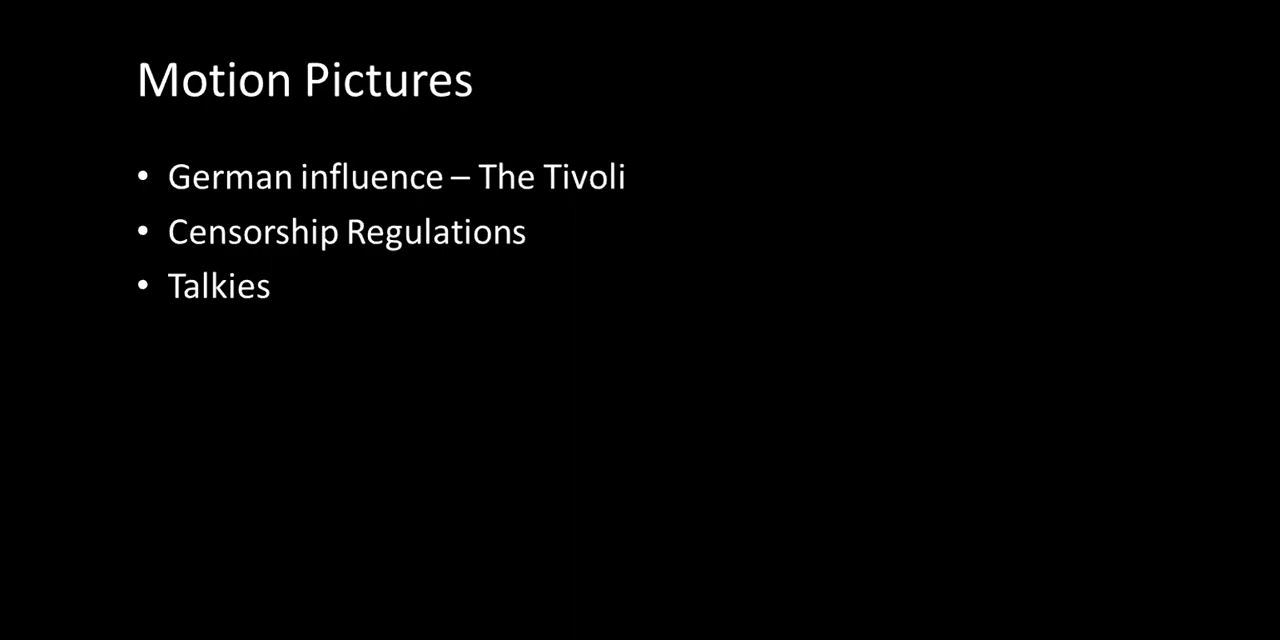 Motion Pictures
• German influence – The Tivoli
• Censorship Regulations
• Talkies